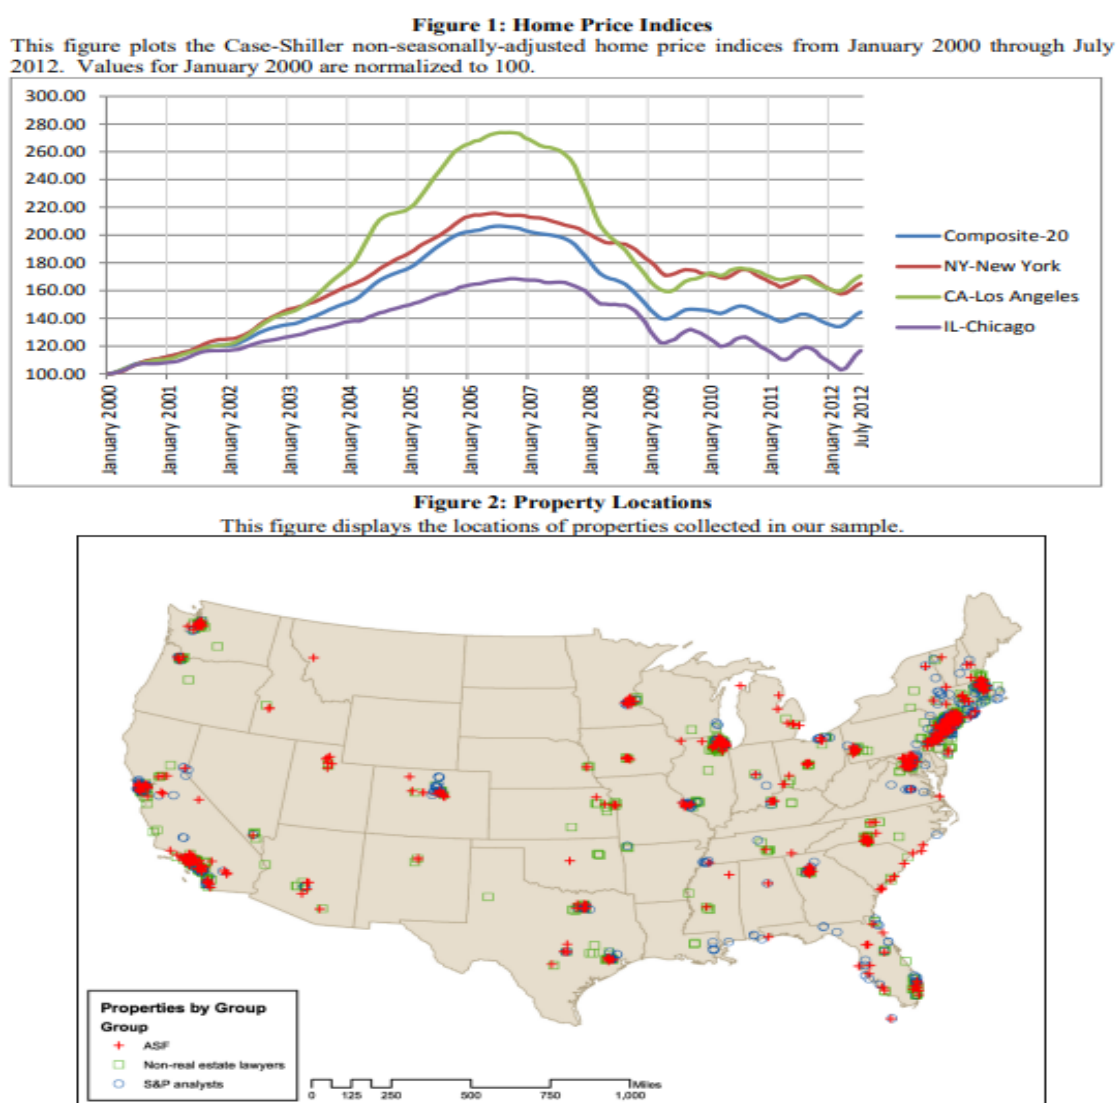 Figure 1: Home Price Indices
This figure plots the Case-Shiller non-seasonally-adjusted home price indices from January 2000 through July
2012. Values for January 2000 are normalized to 100.
300.00
280.00
260.00
240.00
220.00
200.00
180.00
160.00
140.00
120.00
100.00
Composite-20
NY-New York
CA-Los Angeles
IL-Chicago
January 2000
January 2001
January 2002
January 2003
January 2004
January 2005
January 2006
January 2007
January 2008
January 2009
January 2010
January 2011
January 2012
July 2012
Figure 2: Property Locations
This figure displays the locations of properties collected in our sample.
Properties by Group
Group
ASF
Non-real estate lawyers
S&P analysts
0 125 250 500 750 1,000 Miles